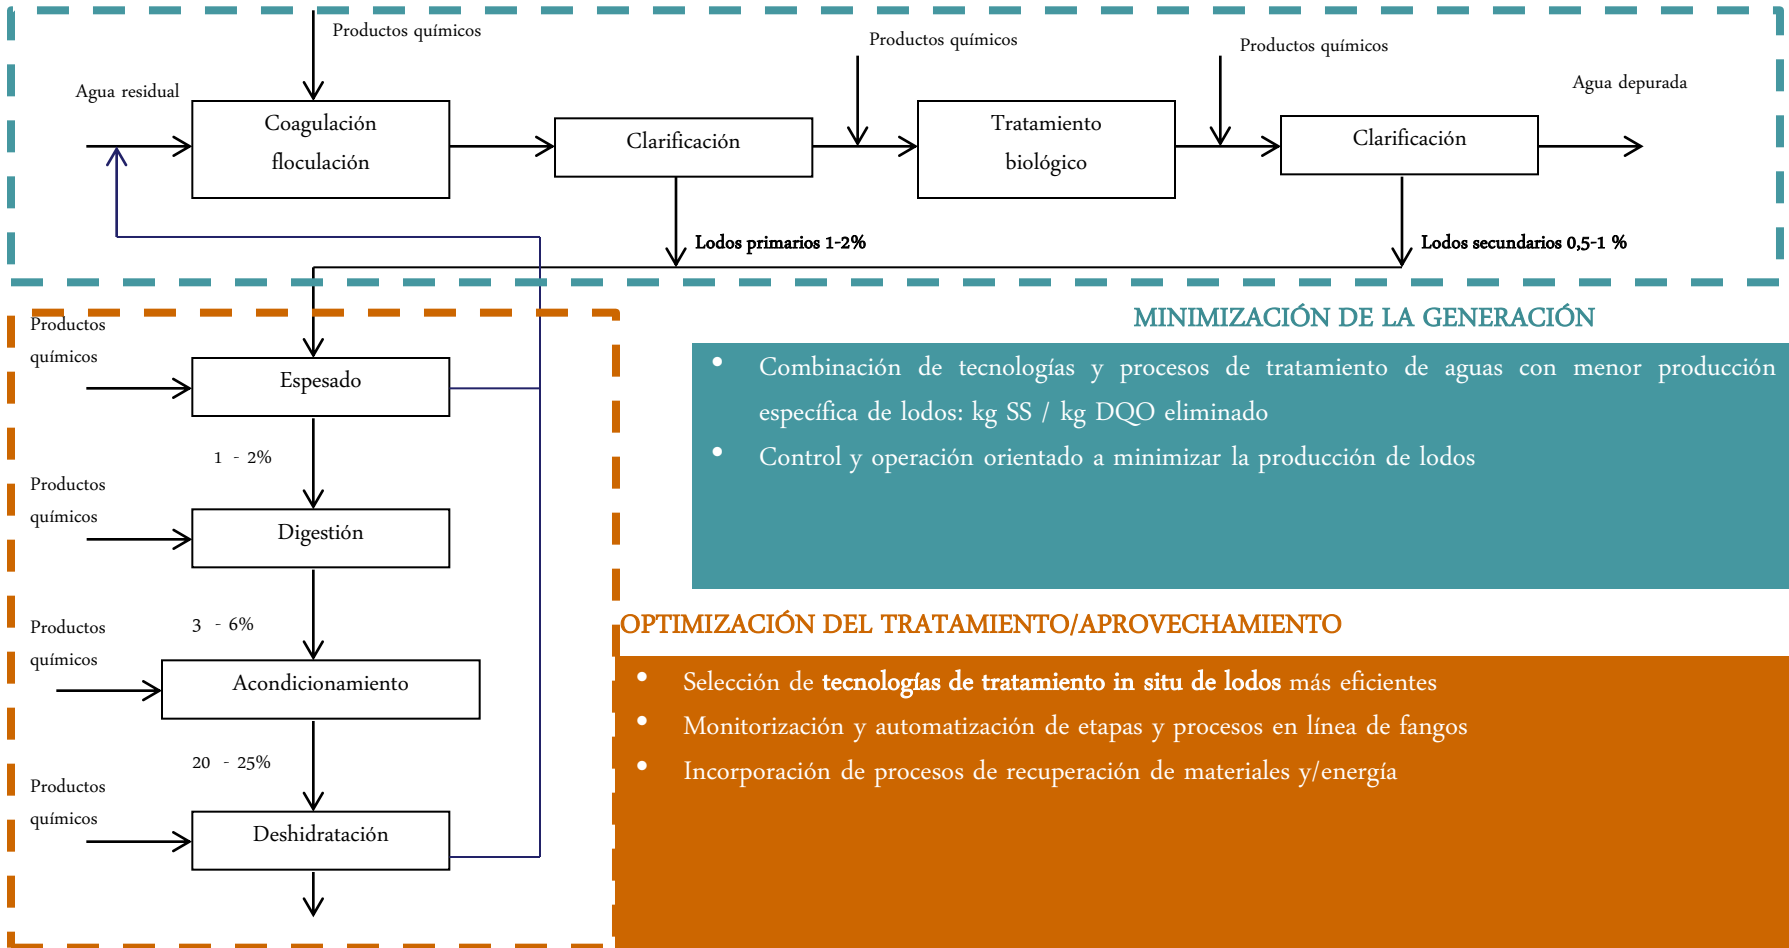 Productos químicos
Productos químicos
Productos químicos
Agua residual
Agua depurada
Coagulación
floculación
Clarificación
Tratamiento
biológico
Clarificación
Lodos primarios 1-2%
Lodos secundarios 0,5-1 %
MINIMIZACIÓN DE LA GENERACIÓN
• Combinación de tecnologías y procesos de tratamiento de aguas con menor producción
específica de lodos: kg SS / kg DQO eliminado
• Control y operación orientado a minimizar la producción de lodos
Productos
químicos
Espesado
1 - 2%
Productos
químicos
Digestión
3 - 6%
Productos
químicos
Acondicionamiento
20 - 25%
Productos
químicos
Deshidratación
OPTIMIZACIÓN DEL TRATAMIENTO/APROVECHAMIENTO
• Selección de tecnologías de tratamiento in situ de lodos más eficientes
• Monitorización y automatización de etapas y procesos en línea de fangos
• Incorporación de procesos de recuperación de materiales y/energía